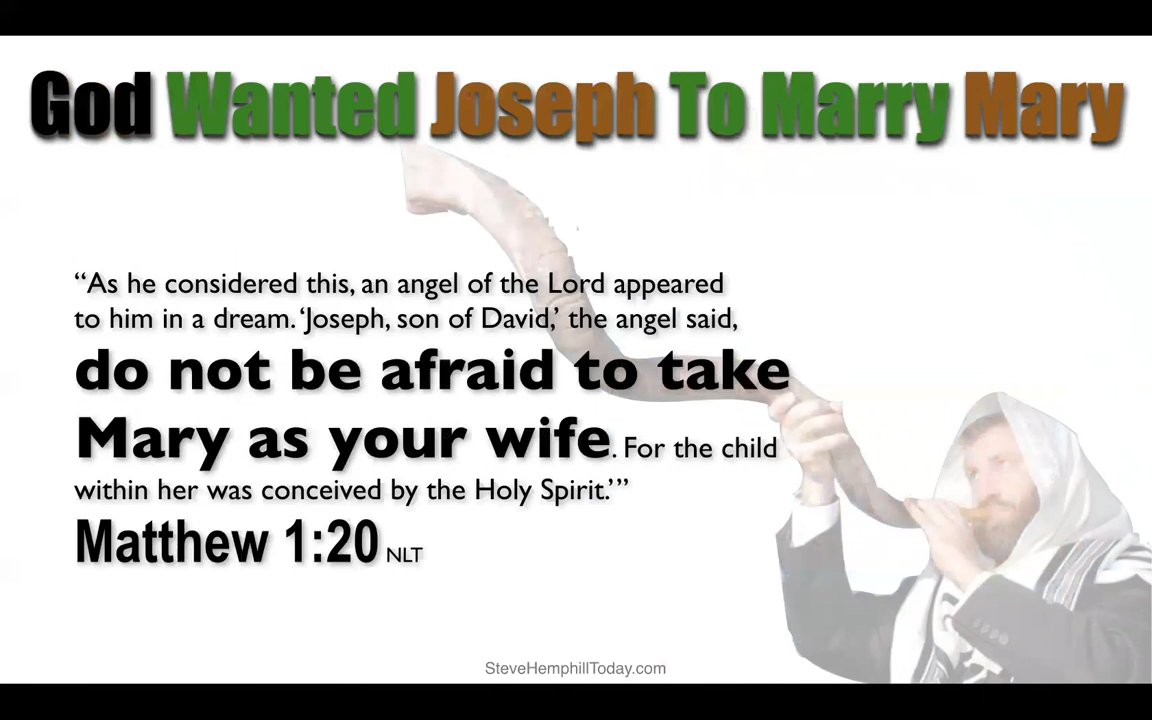 God Wanted Joseph To Marry Mary
“As he considered this, an angel of the Lord appeared
to him in a dream. ‘Joseph, son of David,’ the angel said,
do not be afraid to take
Mary as your wife. For the child
within her was conceived by the Holy Spirit.’”
Matthew 1:20 NLT
SteveHemphillToday.com